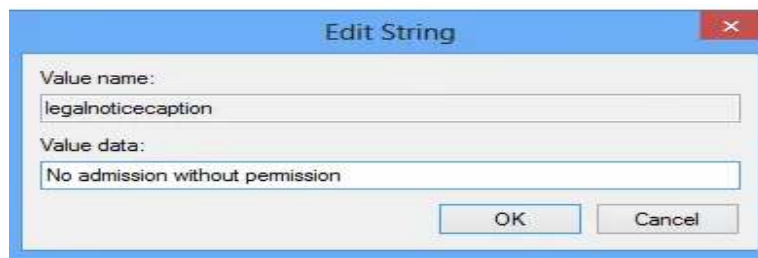 Edit String
Value name:
legalnoticecaption
Value data:
No admission without permission
OK Cancel